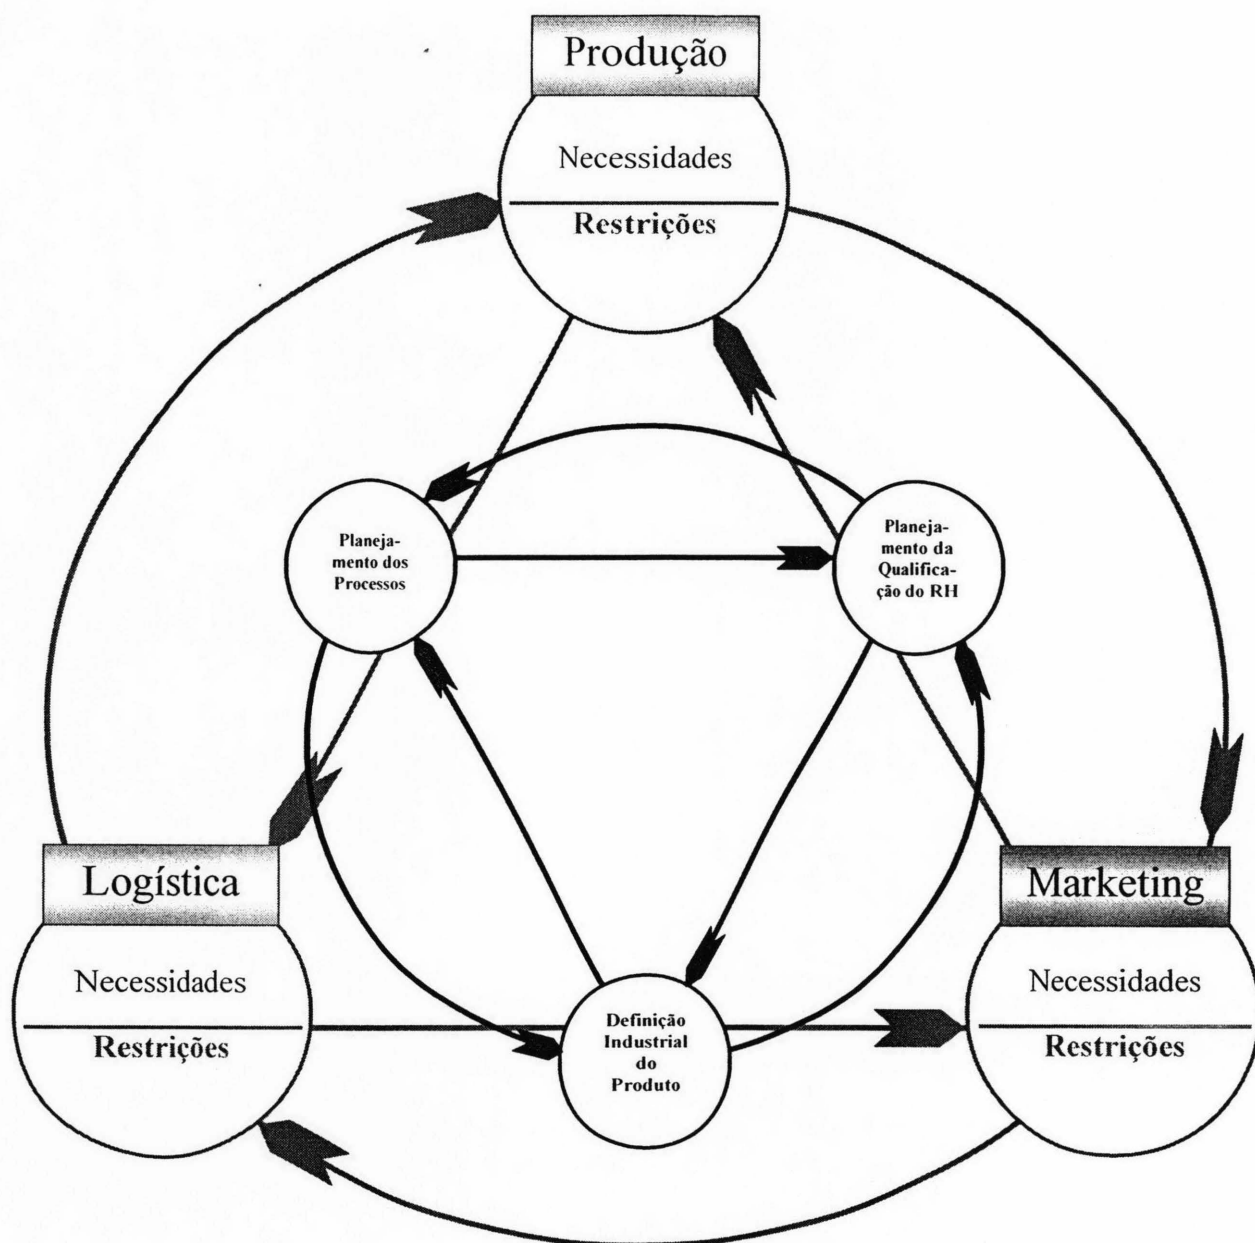 Produção
Necessidades
Restrições
Planeja-
mento dos
Processos
Planeja-
mento da
Qualifica-
ção do RH
Logística
Necessidades
Restrições
Marketing
Necessidades
Restrições
Definição
Industrial
do
Produto